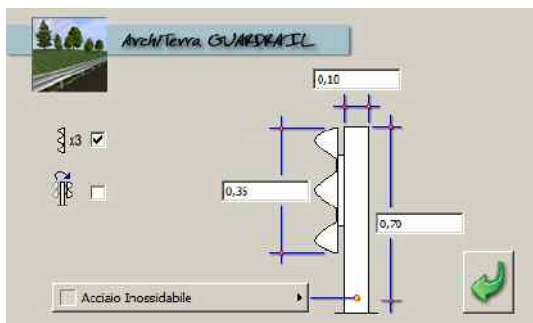 ArchiTerra GUARDRAIL
0,10
x3
0,35
0,70
Acciaio Inossidabile